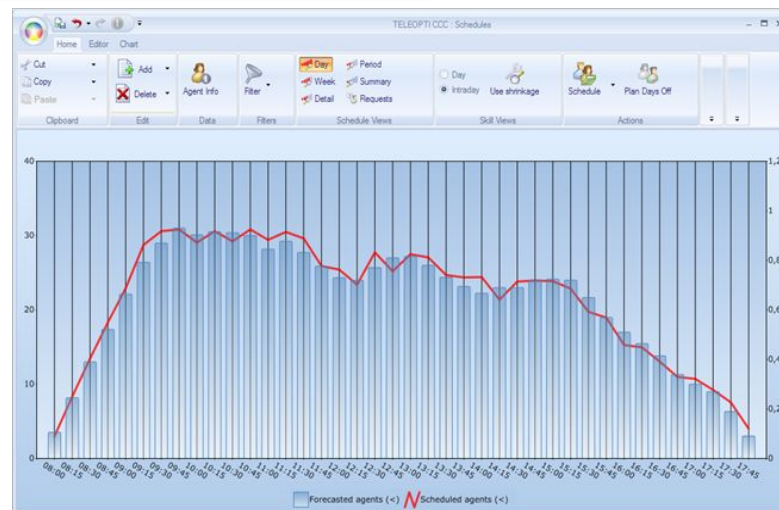 TELEOPTI CCC : Schedules
Home Editor Chart
Cut
Copy
Paste
Clipboard
Add
Delete
Edit
Agent Info
Data
Filter
Filters
Day Period
Week Summary
Detail Requests
Schedule Views
Day
Intraday
Use shrinkage
Skill Views
Schedule Plan Days Off
Actions
40
30
20
10
0
1,2
1
0,8
0,6
0,4
0,2
0
08:00 08:15 08:30 08:45 09:00 09:15 09:30 09:45 10:00 10:15 10:30 10:45 11:00 11:15 11:30 11:45 12:00 12:15 12:30 12:45 13:00 13:15 13:30 13:45 14:00 14:15 14:30 14:45 15:00 15:15 15:30 15:45 16:00 16:15 16:30 16:45 17:00 17:15 17:30 17:45
Forecasted agents (<) Scheduled agents (<)